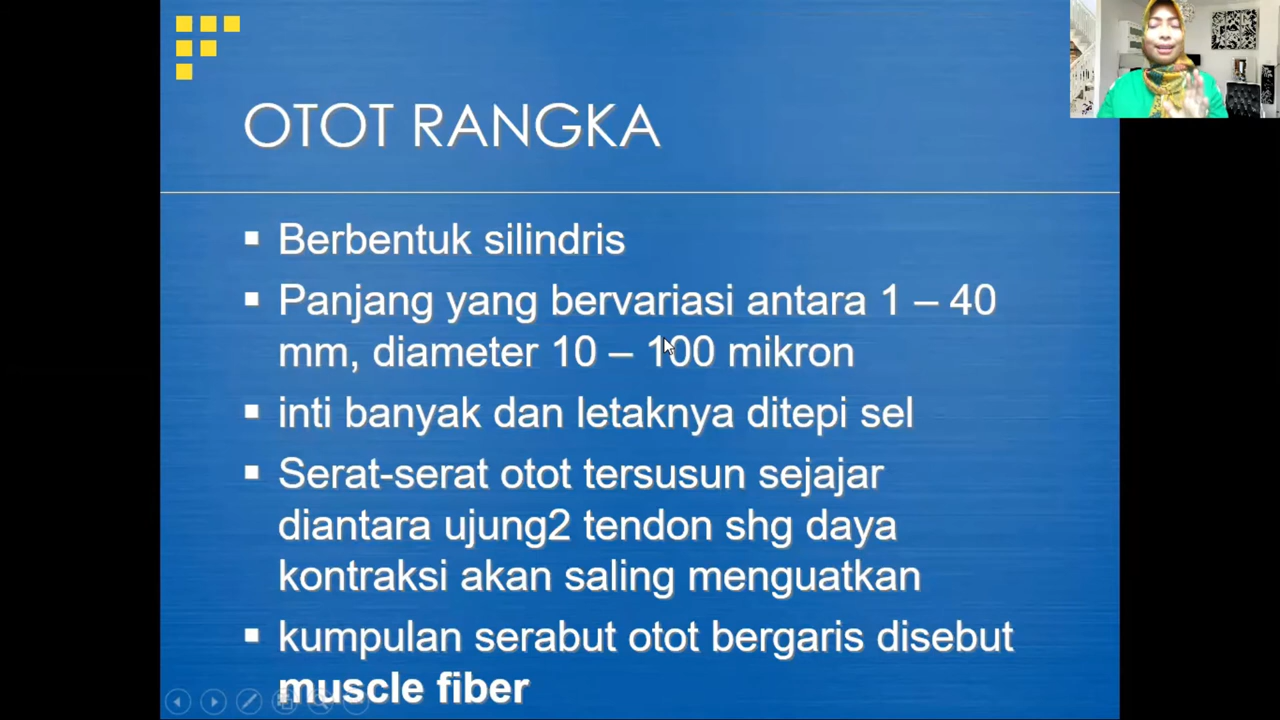 OTOT RANGKA
Berbentuk silindris
Panjang yang bervariasi antara 1 – 40
mm, diameter 10 – 100 mikron
inti banyak dan letaknya ditepi sel
Serat-serat otot tersusun sejajar
diantara ujung2 tendon shg daya
kontraksi akan saling menguatkan
kumpulan serabut otot bergaris disebut
muscle fiber